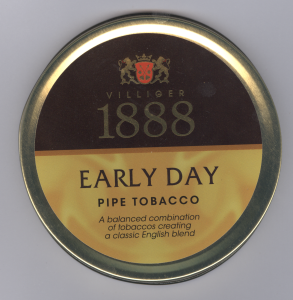 VILLIGER
1888
EARLY DAY
PIPE TOBACCO
A balanced combination
of tobaccos creating
a classic English blend